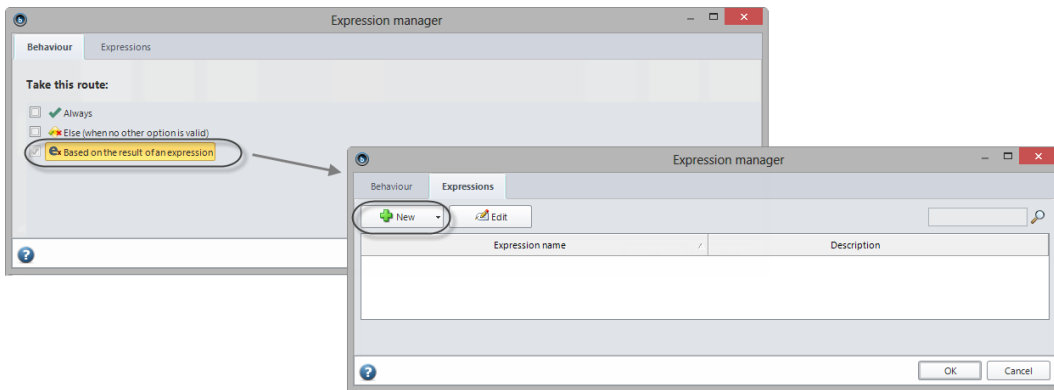 Expression manager
Behaviour Expressions
Take this route:
Always
Else (when no other option is valid)
Based on the result of an expression
Expression manager
Behaviour Expressions
New Edit
Expression name Description
OK Cancel